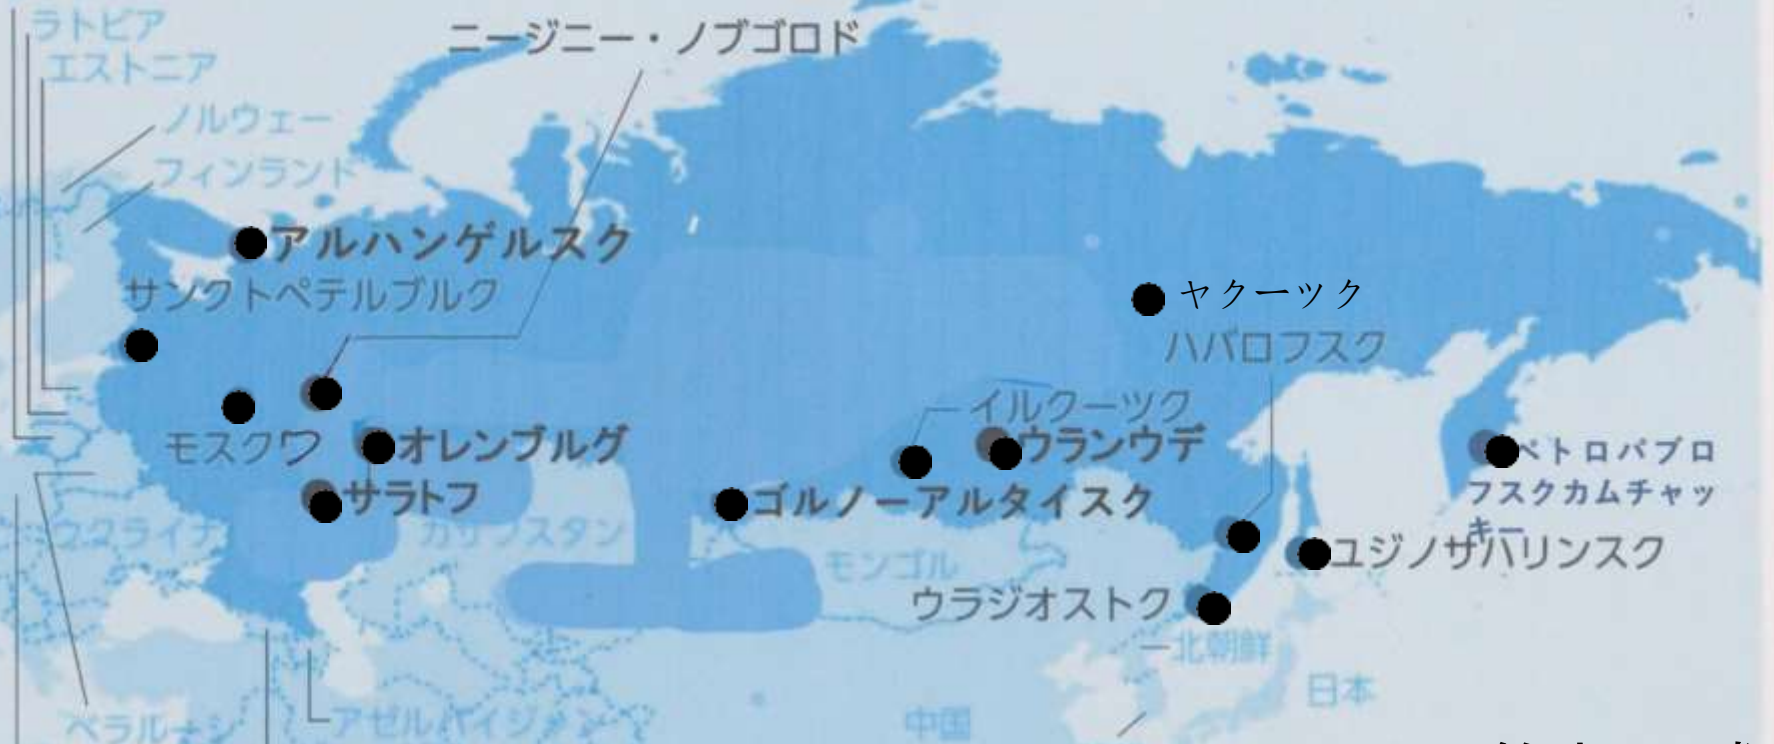 ラトビア
エストニア
ニージニー・ノブゴロド
ノルウェー
フィンランド
アルハンゲルスク
サンクトペテルブルク
ヤクーツク
ハバロフスク
イルクーツク
モスクワ
オレンブルグ
ウランウデ
ペトロパブロ
フスクカムチャッ
キー
サラトフ
ゴルノーアルタイスク
ウクライナ
カザフスタン
モンゴル
ユジノサハリンスク
ウラジオストク
北朝鮮
日本
ベラルーシ
アゼルバイジャン
中国